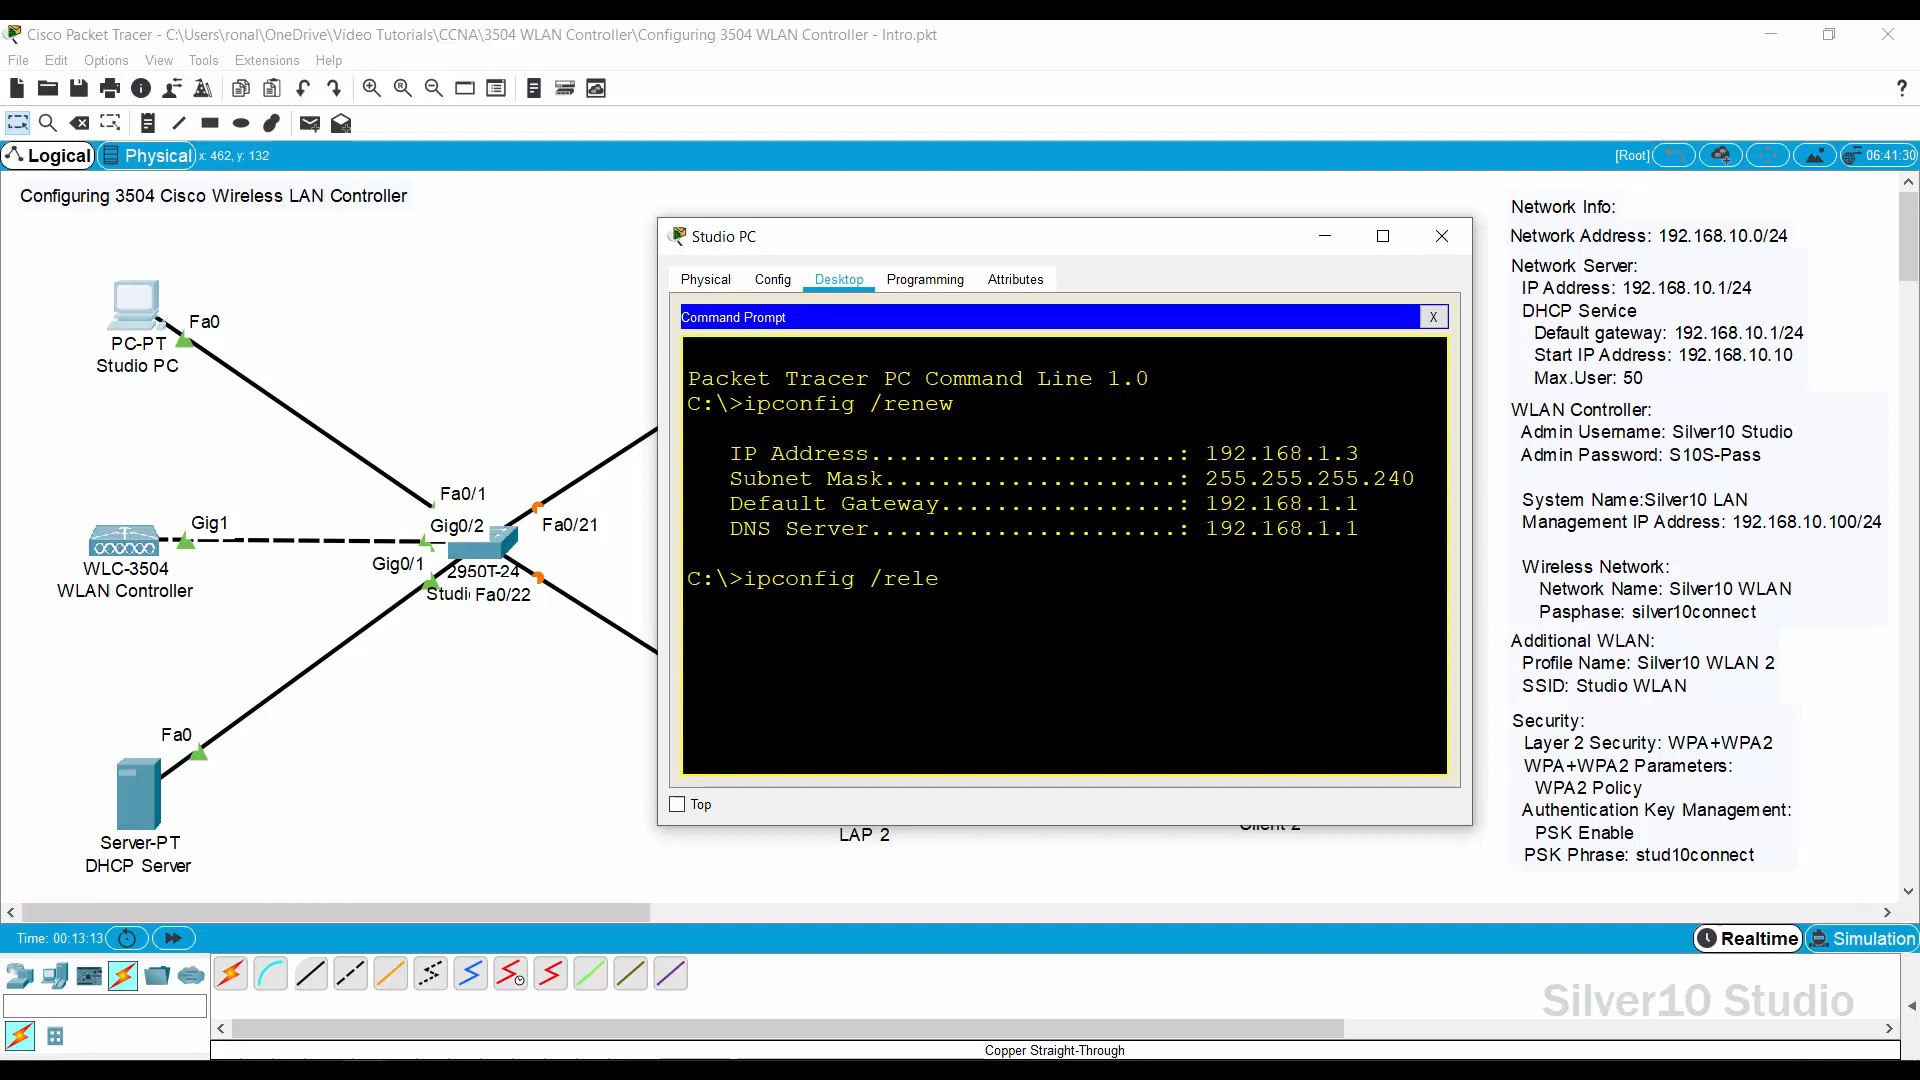 Cisco Packet Tracer - C:\Users\ronal\OneDrive\Video Tutorials\CCNA\3504 WLAN Controller\Configuring 3504 WLAN Controller - Intro.pkt
File Edit Options View Tools Extensions Help
Logical Physical x: 462, y: 132 [Root] 06:41:30
Configuring 3504 Cisco Wireless LAN Controller
Fa0
PC-PT
Studio PC
Fa0/1
Gig0/2
Fa0/21
Gig1
Gig0/1
WLC-3504
WLAN Controller
2950T-24
Studi
Fa0/22
Fa0
Server-PT
DHCP Server
LAP 2
Client 2
Studio PC
Physical Config Desktop Programming Attributes
Command Prompt X
Packet Tracer PC Command Line 1.0
C:\>ipconfig /renew
IP Address......................: 192.168.1.3
Subnet Mask.....................: 255.255.255.240
Default Gateway.................: 192.168.1.1
DNS Server......................: 192.168.1.1
C:\>ipconfig /rele
Top
Network Info:
Network Address: 192.168.10.0/24
Network Server:
IP Address: 192.168.10.1/24
DHCP Service
Default gateway: 192.168.10.1/24
Start IP Address: 192.168.10.10
Max.User: 50
WLAN Controller:
Admin Username: Silver10 Studio
Admin Password: S10S-Pass
System Name:Silver10 LAN
Management IP Address: 192.168.10.100/24
Wireless Network:
Network Name: Silver10 WLAN
Pasphase: silver10connect
Additional WLAN:
Profile Name: Silver10 WLAN 2
SSID: Studio WLAN
Security:
Layer 2 Security: WPA+WPA2
WPA+WPA2 Parameters:
WPA2 Policy
Authentication Key Management:
PSK Enable
PSK Phrase: stud10connect
Time: 00:13:13
Realtime Simulation
Silver10 Studio
Copper Straight-Through